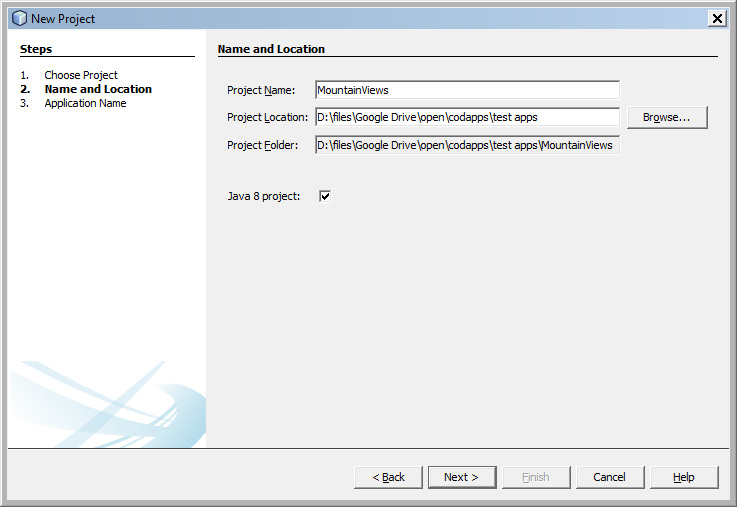 New Project
Steps
1. Choose Project
2. Name and Location
3. Application Name
Name and Location
Project Name: MountainViews
Project Location: D:\files\Google Drive\open\codapps\test apps Browse...
Project Folder: D:\files\Google Drive\open\codapps\test apps\MountainViews
Java 8 project:
< Back Next > Finish Cancel Help